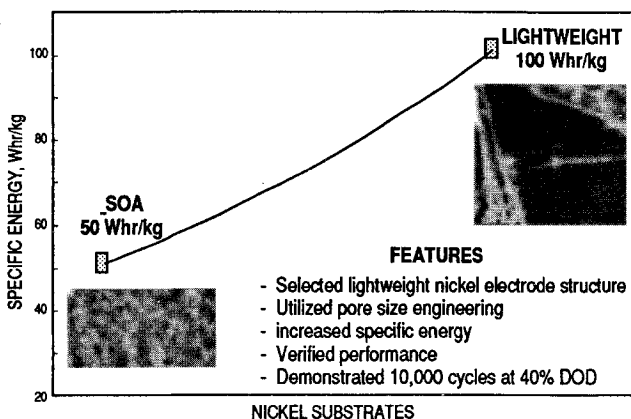 LIGHTWEIGHT
100 Whr/kg
100
80
60
40
20
SPECIFIC ENERGY, Whr/kg
_SOA
50 Whr/kg
FEATURES
- Selected lightweight nickel electrode structure
- Utilized pore size engineering
- increased specific energy
- Verified performance
- Demonstrated 10,000 cycles at 40% DOD
NICKEL SUBSTRATES